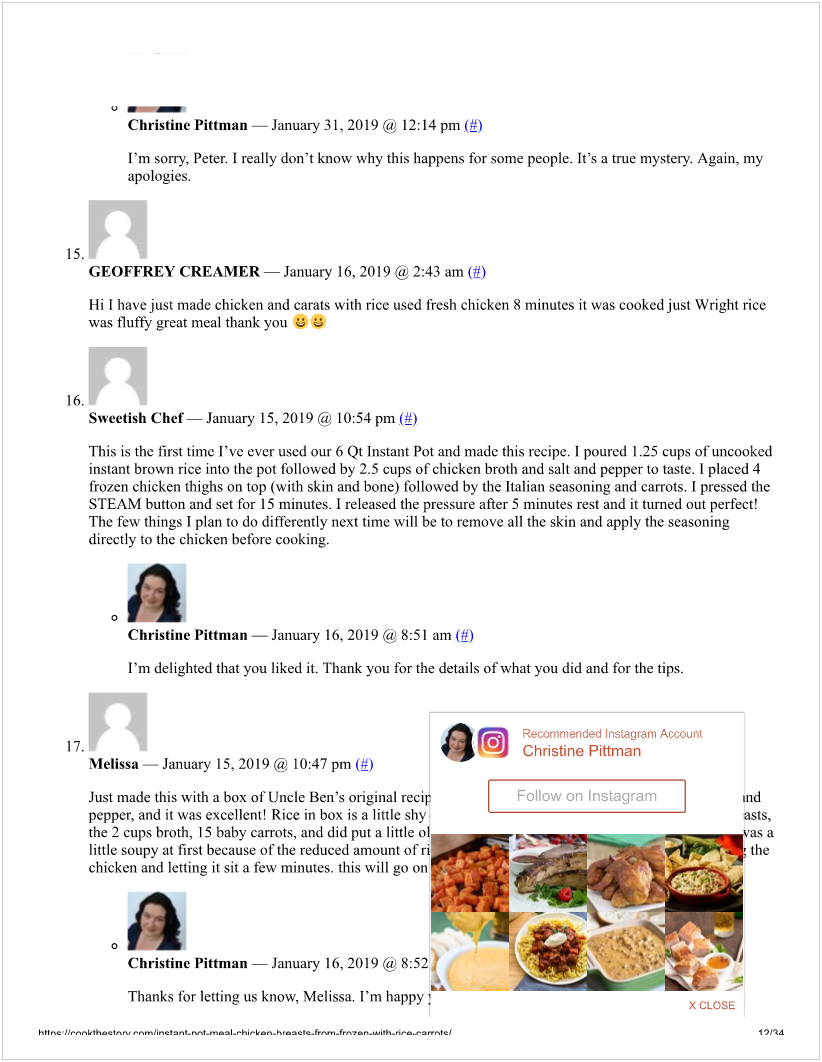 Christine Pittman — January 31, 2019 @ 12:14 pm (#)
I’m sorry, Peter. I really don’t know why this happens for some people. It’s a true mystery. Again, my
apologies.
15.
GEOFFREY CREAMER — January 16, 2019 @ 2:43 am (#)
Hi I have just made chicken and carats with rice used fresh chicken 8 minutes it was cooked just Wright rice
was fluffy great meal thank you 😀😀
16.
Sweetish Chef — January 15, 2019 @ 10:54 pm (#)
This is the first time I’ve ever used our 6 Qt Instant Pot and made this recipe. I poured 1.25 cups of uncooked
instant brown rice into the pot followed by 2.5 cups of chicken broth and salt and pepper to taste. I placed 4
frozen chicken thighs on top (with skin and bone) followed by the Italian seasoning and carrots. I pressed the
STEAM button and set for 15 minutes. I released the pressure after 5 minutes rest and it turned out perfect!
The few things I plan to do differently next time will be to remove all the skin and apply the seasoning
directly to the chicken before cooking.
Christine Pittman — January 16, 2019 @ 8:51 am (#)
I’m delighted that you liked it. Thank you for the details of what you did and for the tips.
17.
Melissa — January 15, 2019 @ 10:47 pm (#)
Just made this with a box of Uncle Ben’s original recip
pepper, and it was excellent! Rice in box is a little shy
the 2 cups broth, 15 baby carrots, and did put a little ol
little soupy at first because of the reduced amount of ri
chicken and letting it sit a few minutes. this will go on
the
Recommended Instagram Account
Christine Pittman
Follow on Instagram
X CLOSE
Christine Pittman — January 16, 2019 @ 8:52
Thanks for letting us know, Melissa. I’m happy
https://cookthestory.com/instant-pot-meal-chicken-breasts-from-frozen-with-rice-carrots/
12/34